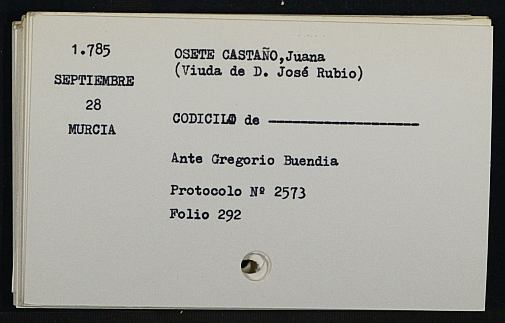 1.785
SEPTIEMBRE
28
MURCIA
OSETE CASTAÑO,Juana
(Viuda de D. José Rubio)
CODICILO de -------------------
Ante Gregorio Buendia
Protocolo Nº 2573
Folio 292